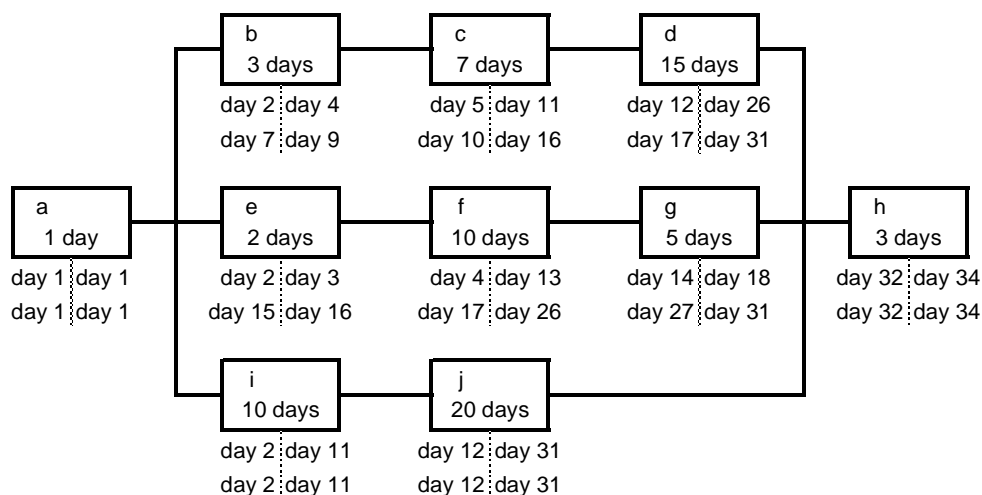 b
3 days
day 2 day 4
day 7 day 9
c
7 days
day 5 day 11
day 10 day 16
d
15 days
day 12 day 26
day 17 day 31
a
1 day
day 1 day 1
day 1 day 1
e
2 days
day 2 day 3
day 15 day 16
f
10 days
day 4 day 13
day 17 day 26
g
5 days
day 14 day 18
day 27 day 31
h
3 days
day 32 day 34
day 32 day 34
i
10 days
day 2 day 11
day 2 day 11
j
20 days
day 12 day 31
day 12 day 31